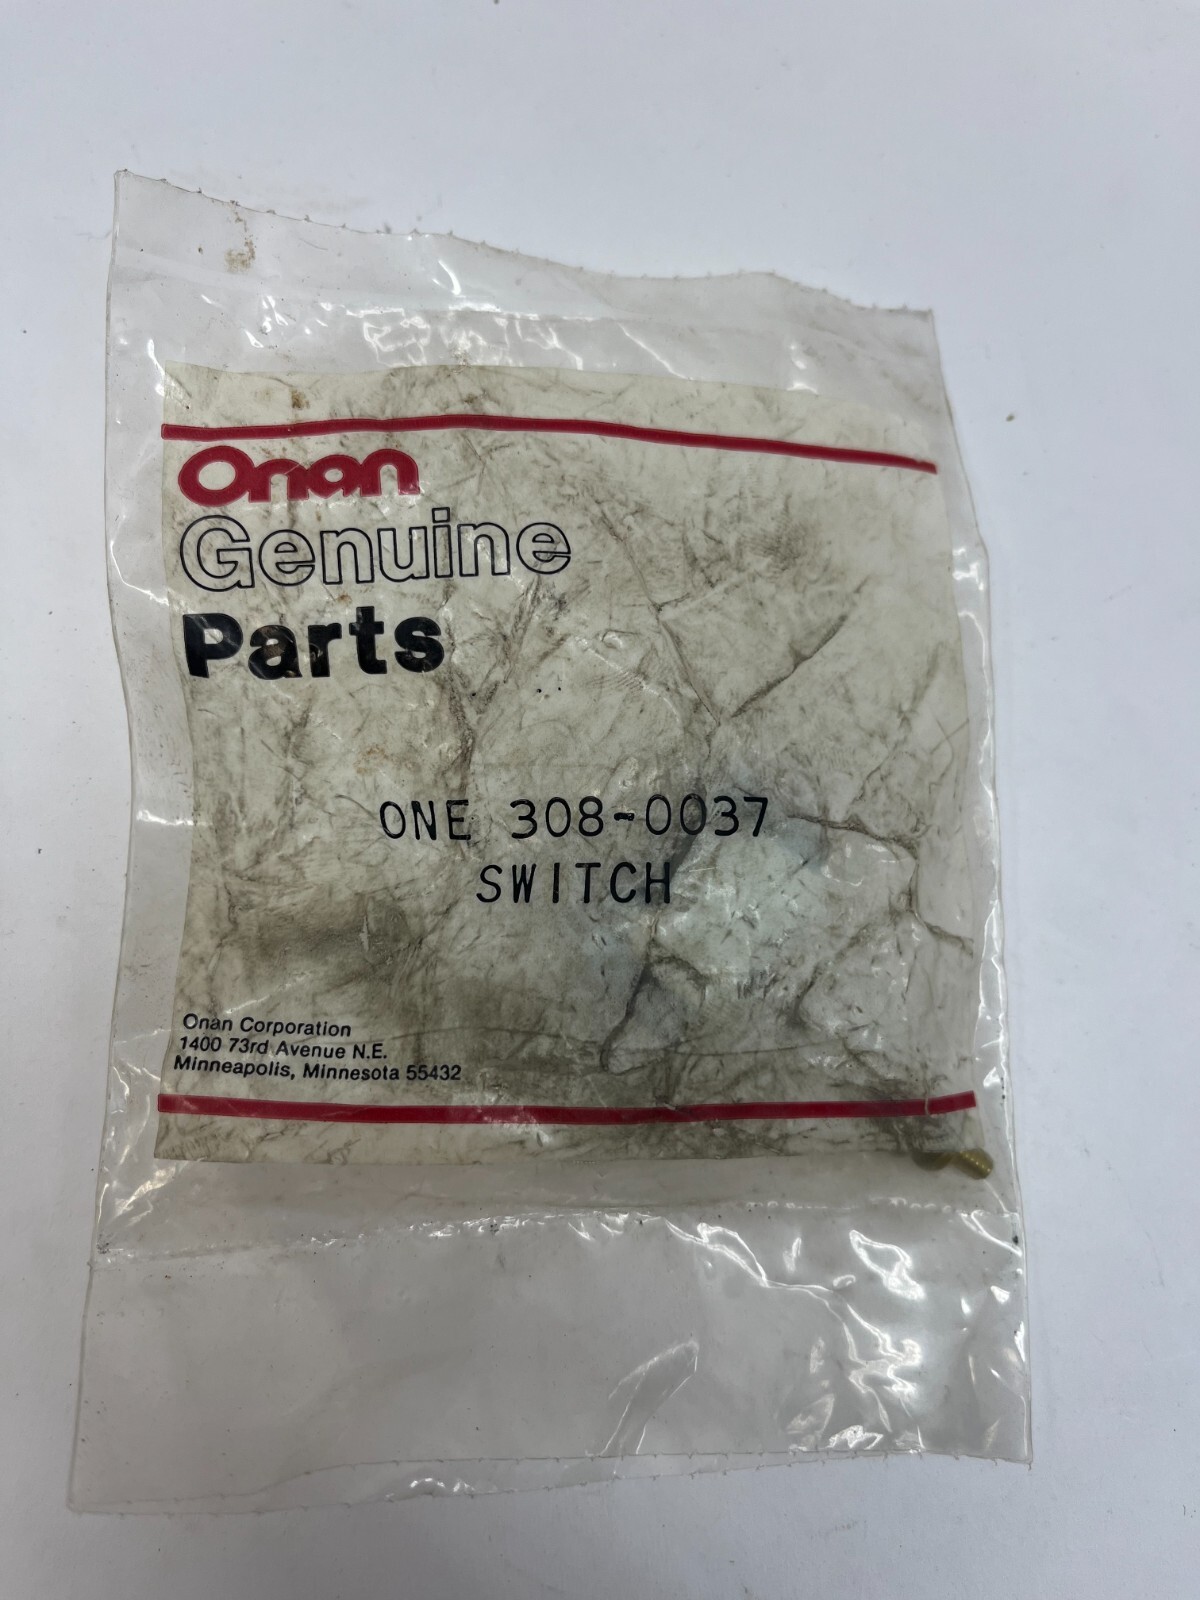 Onan
Genuine
Parts
ONE 308-0037
SWITCH
Onan Corporation
1400 73rd Avenue N.E.
Minneapolis, Minnesota 55432